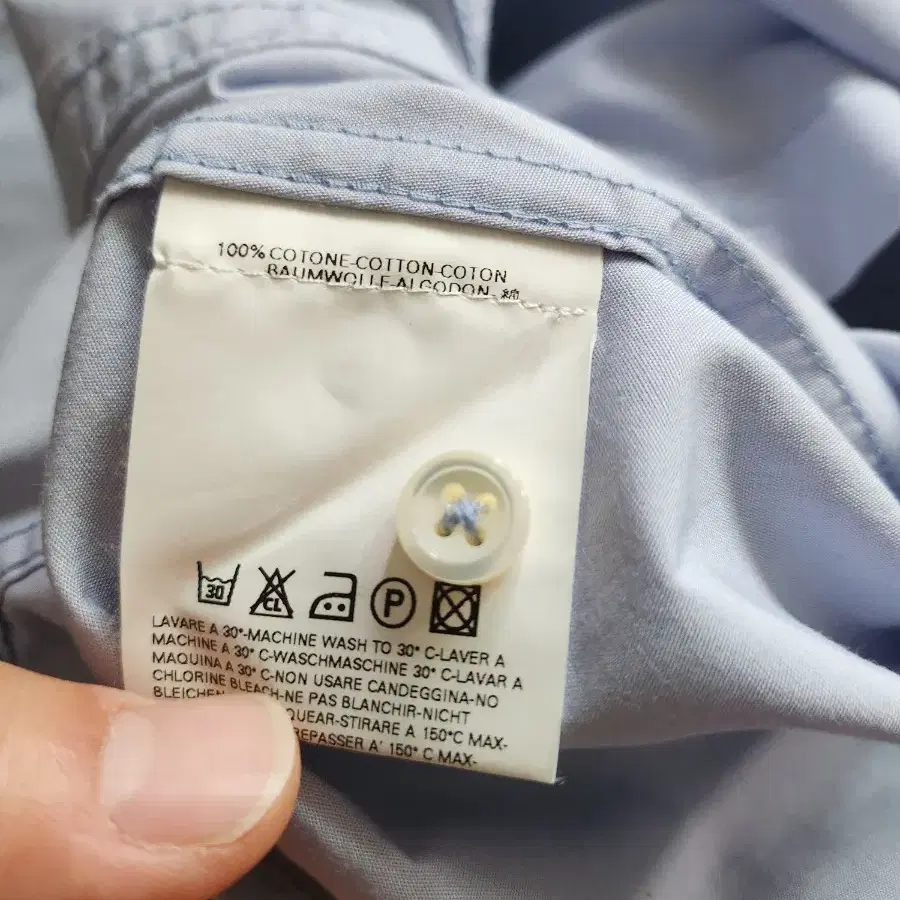 100% COTONE-COTTON-COTON
BAUMWOLLE-ALGODON- 綿
30
CL
P
LAVARE A 30°-MACHINE WASH TO 30° C-LAVER A
MACHINE A 30° C-WASCHMASCHINE 30° C-LAVAR A
MAQUINA A 30° C-NON USARE CANDEGGINA-NO
CHLORINE BLEACH-NE PAS BLANCHIR-NICHT
BLEICHEN
QUEAR-STIRARE A 150°C MAX-
REPASSER A' 150° C MAX-